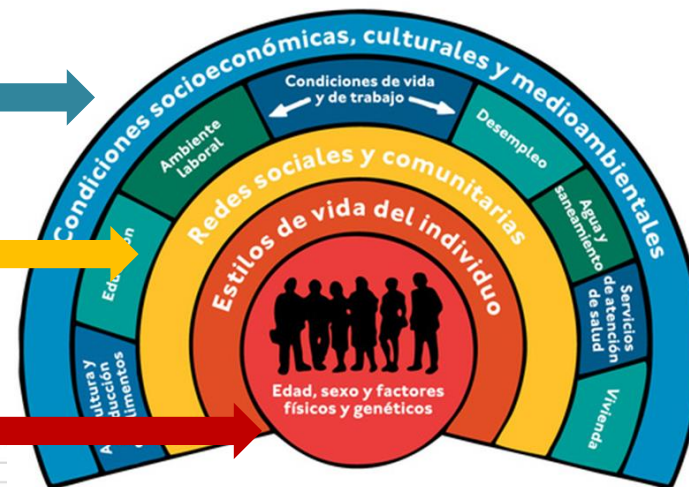 Condiciones socioeconómicas, culturales y medioambientales
Condiciones de vida
y de trabajo
Ambiente
laboral
Desempleo
Redes sociales y comunitarias
Agua y
saneamiento
Estilos de vida del individuo
Servicios
de atención
de salud
Vivienda
Edad, sexo y factores
físicos y genéticos